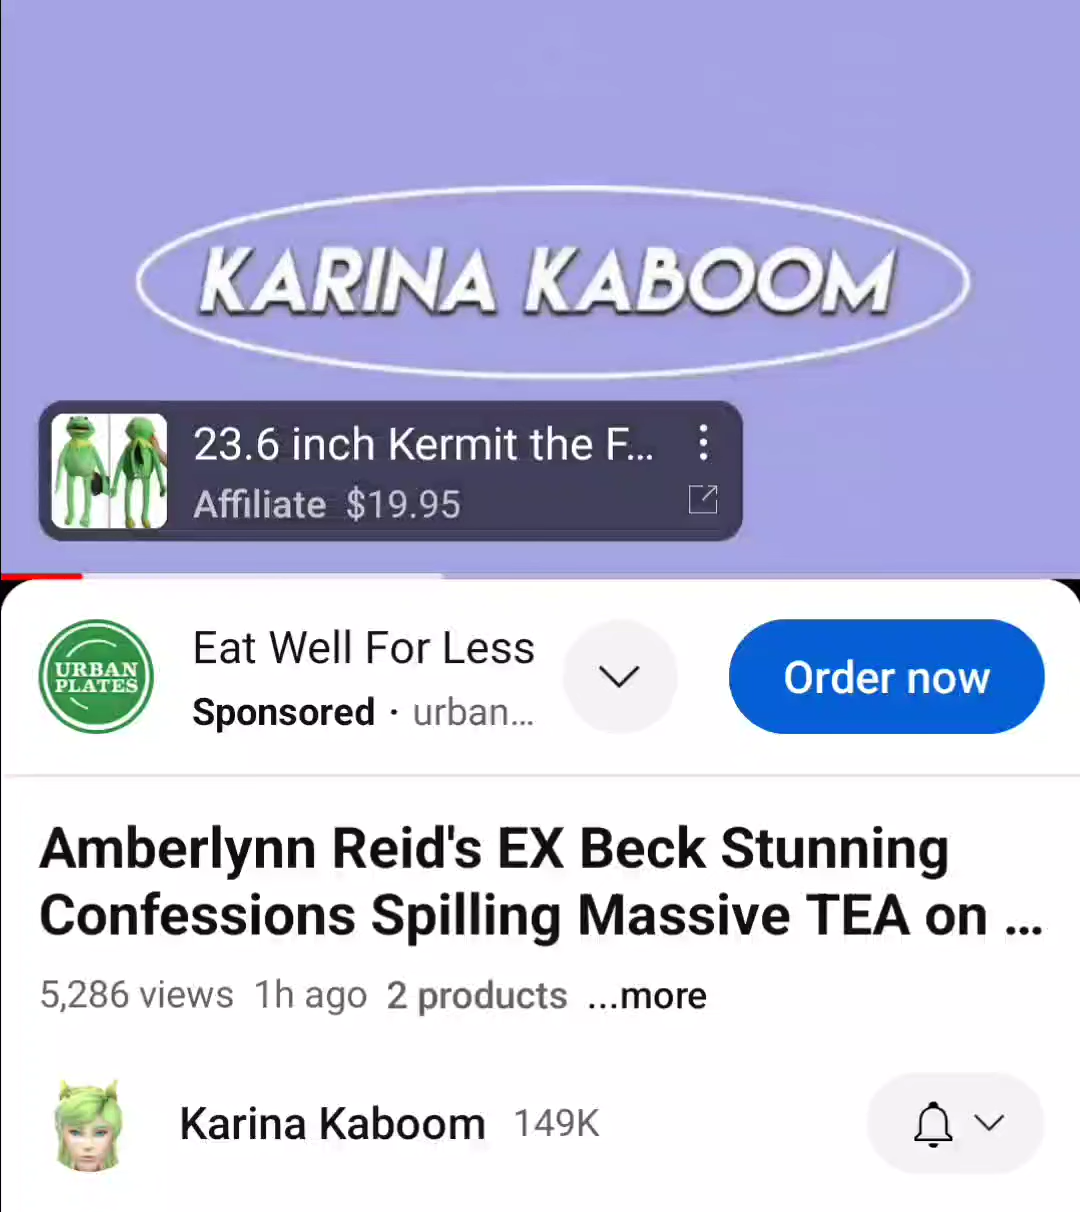 KARINA KABOOM
23.6 inch Kermit the F...
Affiliate $19.95
URBAN
PLATES
Eat Well For Less
Sponsored · urban...
Order now
Amberlynn Reid's EX Beck Stunning
Confessions Spilling Massive TEA on ...
5,286 views 1h ago 2 products ...more
Karina Kaboom 149K